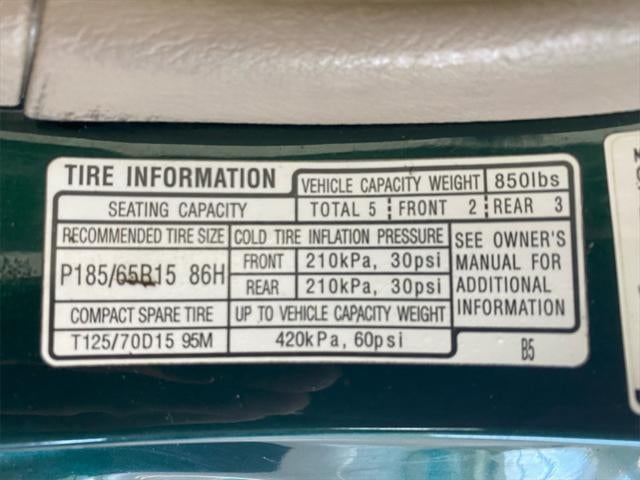 TIRE INFORMATION
VEHICLE CAPACITY WEIGHT 850lbs
SEATING CAPACITY TOTAL 5 FRONT 2 REAR 3
RECOMMENDED TIRE SIZE COLD TIRE INFLATION PRESSURE
P185/65R15 86H
FRONT 210kPa, 30psi
REAR 210kPa, 30psi
SEE OWNER'S
MANUAL FOR
ADDITIONAL
INFORMATION
COMPACT SPARE TIRE UP TO VEHICLE CAPACITY WEIGHT
T125/70D15 95M 420kPa, 60psi
B5